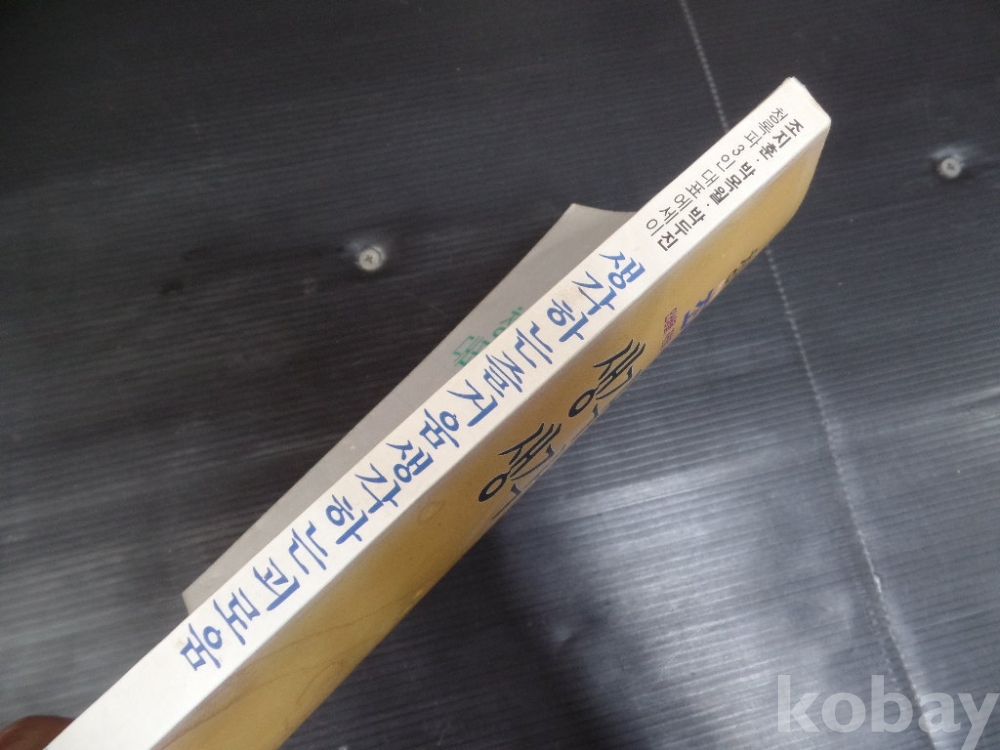 조지훈·박목월·박두진
청록파 3인 대표에세이
생각하는 즐거움 생각하는 괴로움
kobay